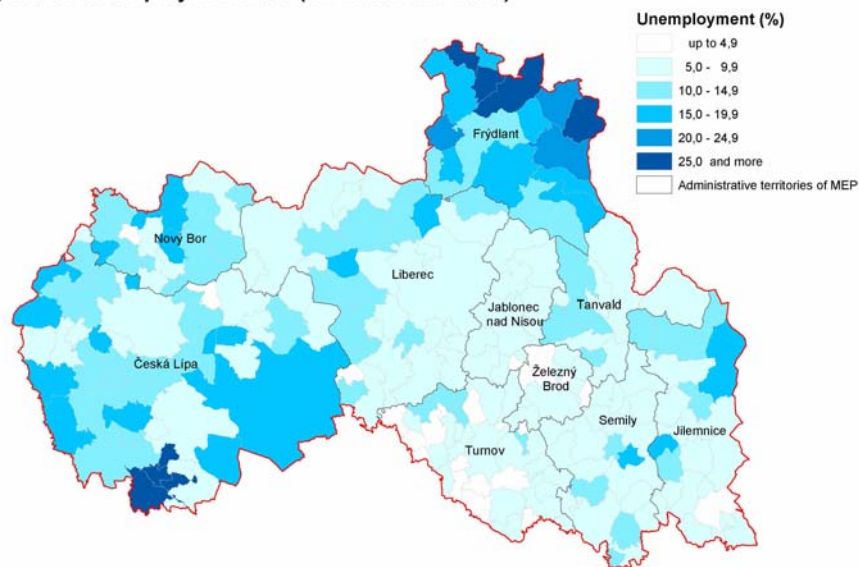 Unemployment (%)
up to 4,9
5,0 - 9,9
10,0 - 14,9
15,0 - 19,9
20,0 - 24,9
25,0 and more
Administrative territories of MEP
Frýdlant
Nový Bor
Liberec
Jablonec
nad Nisou
Tanvald
Česká Lípa
Železný
Brod
Semily
Jilemnice
Turnov